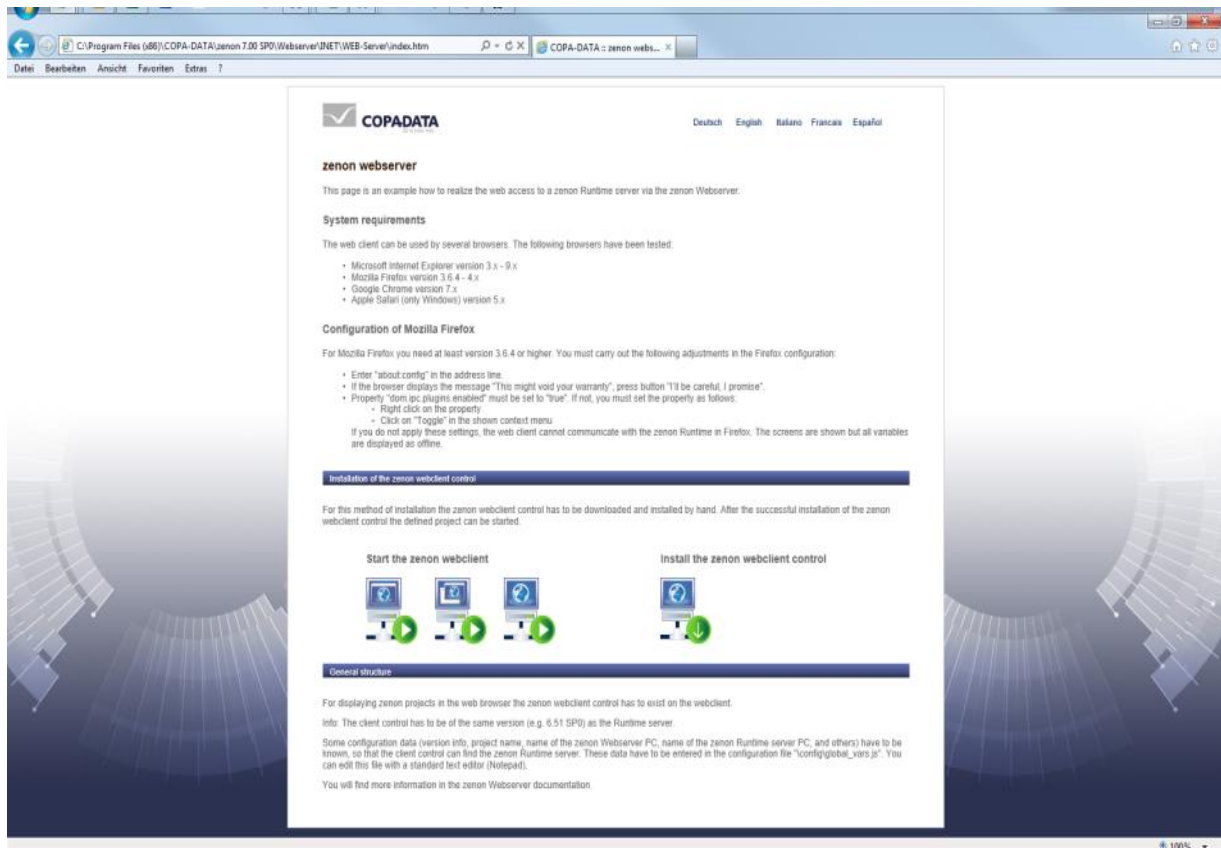 C:\Program Files (x86)\COPA-DATA\zenon 7.00 SP0\Webserver\INET\WEB-Server\index.htm
COPA-DATA :: zenon webs...
Datei Bearbeiten Ansicht Favoriten Extras ?
COPADATA
Deutsch English Italiano Francais Español
zenon webserver
This page is an example how to realize the web access to a zenon Runtime server via the zenon Webserver.
System requirements
The web client can be used by several browsers. The following browsers have been tested:
• Microsoft Internet Explorer version 3.x - 9.x
• Mozilla Firefox version 3.6.4 - 4.x
• Google Chrome version 7.x
• Apple Safari (only Windows) version 5.x
Configuration of Mozilla Firefox
For Mozilla Firefox you need at least version 3.6.4 or higher. You must carry out the following adjustments in the Firefox configuration:
• Enter "about:config" in the address line.
• If the browser displays the message "This might void your warranty", press button "I'll be careful, I promise".
• Property "dom.ipc.plugins.enabled" must be set to "true". If not, you must set the property as follows:
◦ Right click on the property
◦ Click on "Toggle" in the shown context menu
If you do not apply these settings, the web client cannot communicate with the zenon Runtime in Firefox. The screens are shown but all variables
are displayed as offline.
Installation of the zenon webclient control
For this method of installation the zenon webclient control has to be downloaded and installed by hand. After the successful installation of the zenon
webclient control the defined project can be started.
Start the zenon webclient
Install the zenon webclient control
General structure
For displaying zenon projects in the web browser the zenon webclient control has to exist on the webclient.
Info: The client control has to be of the same version (e.g. 6.51 SP0) as the Runtime server.
Some configuration data (version info, project name, name of the zenon Webserver PC, name of the zenon Runtime server PC, and others) have to be
known, so that the client control can find the zenon Runtime server. These data have to be entered in the configuration file "\config\global_vars.js". You
can edit this file with a standard text editor (Notepad).
You will find more information in the zenon Webserver documentation.
100%